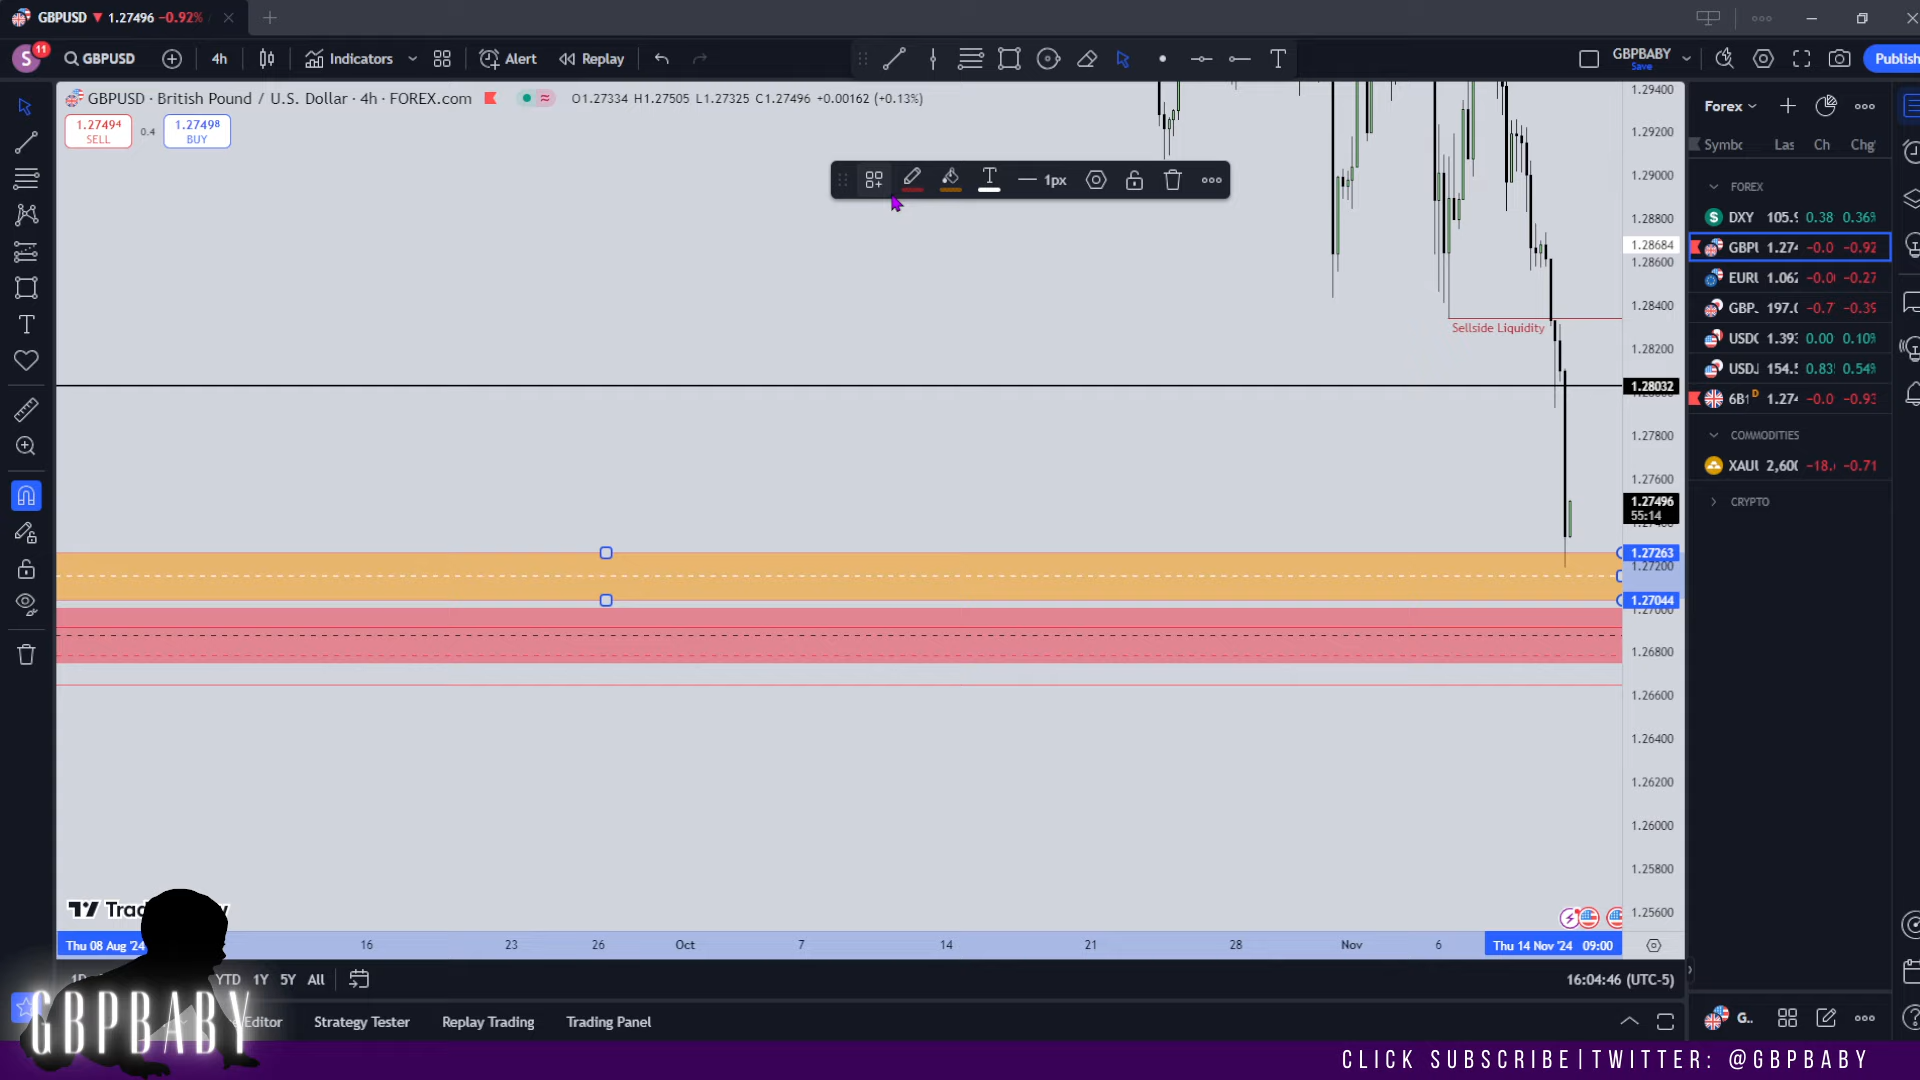 GBPUSD ▼ 1.27496 −0.92%
S 11 GBPUSD 4h Indicators Alert Replay GBPBABY Save Publish
GBPUSD · British Pound / U.S. Dollar · 4h · FOREX.com O1.27334 H1.27505 L1.27325 C1.27496 +0.00162 (+0.13%)
1.27494 SELL 0.4 1.27498 BUY
1px
Sellside Liquidity
1.29400
1.29200
1.29000
1.28800
1.28684
1.28600
1.28400
1.28200
1.28032
1.27800
1.27600
1.27496
55:14
1.27263
1.27200
1.27044
1.26800
1.26600
1.26400
1.26200
1.26000
1.25800
1.25600
Forex
Las Ch Chg
FOREX
DXY 105.9 0.38 0.36%
GBPU 1.274 −0.0 −0.92
EURU 1.062 −0.00 −0.27
GBPJ 197.0 −0.7 −0.39
USDC 1.393 0.00 0.10%
USDJ 154.5 0.83 0.54%
6B1 D 1.274 −0.0 −0.93
COMMODITIES
XAUU 2,600 −18. −0.71
CRYPTO
Thu 08 Aug '24 16 23 26 Oct 7 14 21 28 Nov 6 Thu 14 Nov '24 09:00
YTD 1Y 5Y All 16:04:46 (UTC-5)
Editor Strategy Tester Replay Trading Trading Panel G..
GBPBABY
CLICK SUBSCRIBE|TWITTER: @GBPBABY